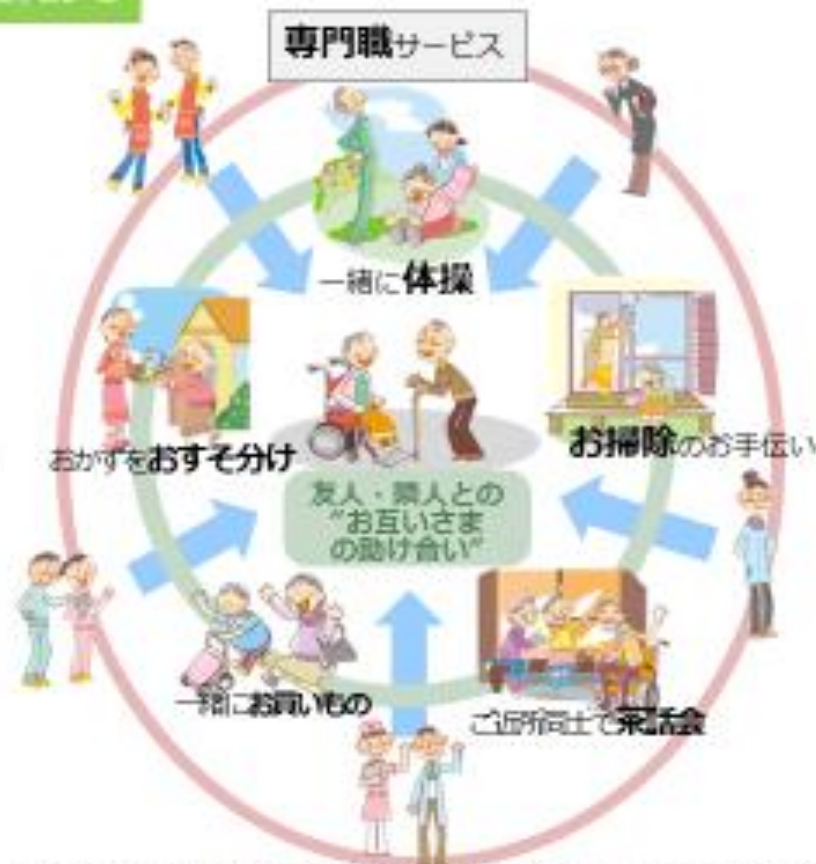 専門職サービス
一緒に体操
おかずをおすそ分け
お掃除のお手伝い
友人・隣人との
“お互いさま
の助け合い”
一緒にお買いもの
ご近所同士で茶話会